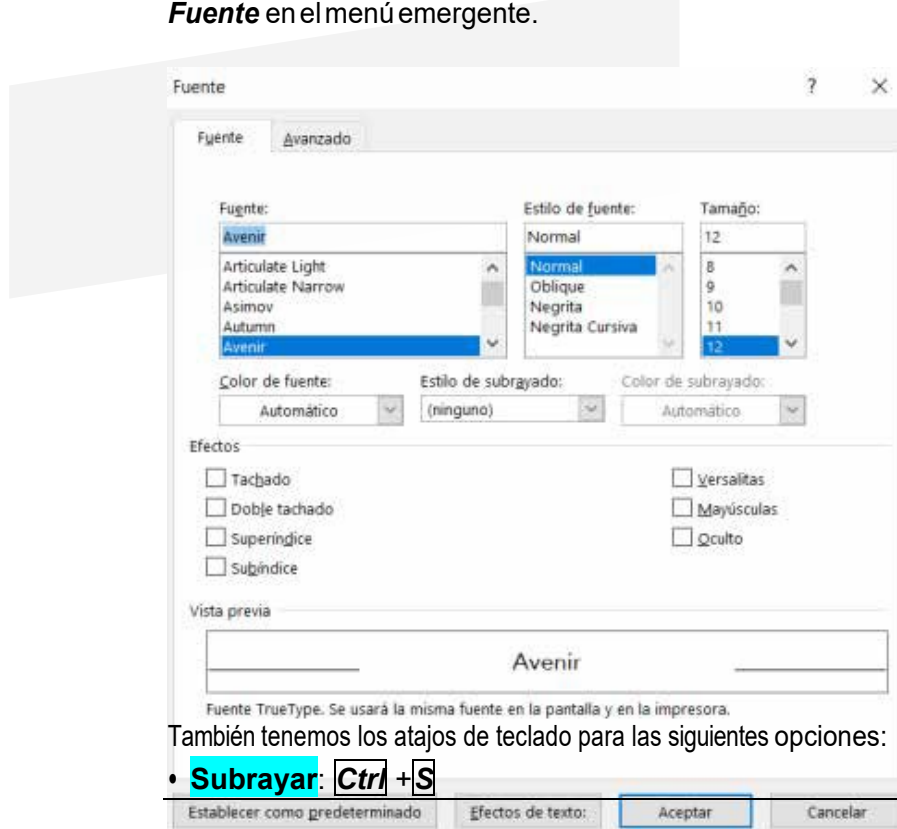 Fuente en el menú emergente.
Fuente ? ×
Fuente Avanzado
Fuente: Estilo de fuente: Tamaño:
Avenir Normal 12
Articulate Light Normal 8
Articulate Narrow Oblique 9
Asimov Negrita 10
Autumn Negrita Cursiva 11
Avenir 12
Color de fuente: Estilo de subrayado: Color de subrayado:
Automático (ninguno) Automático
Efectos
Tachado Versalitas
Doble tachado Mayúsculas
Superíndice Oculto
Subíndice
Vista previa
Avenir
Fuente TrueType. Se usará la misma fuente en la pantalla y en la impresora.
También tenemos los atajos de teclado para las siguientes opciones:
• Subrayar: Ctrl +S
Establecer como predeterminado Efectos de texto: Aceptar Cancelar